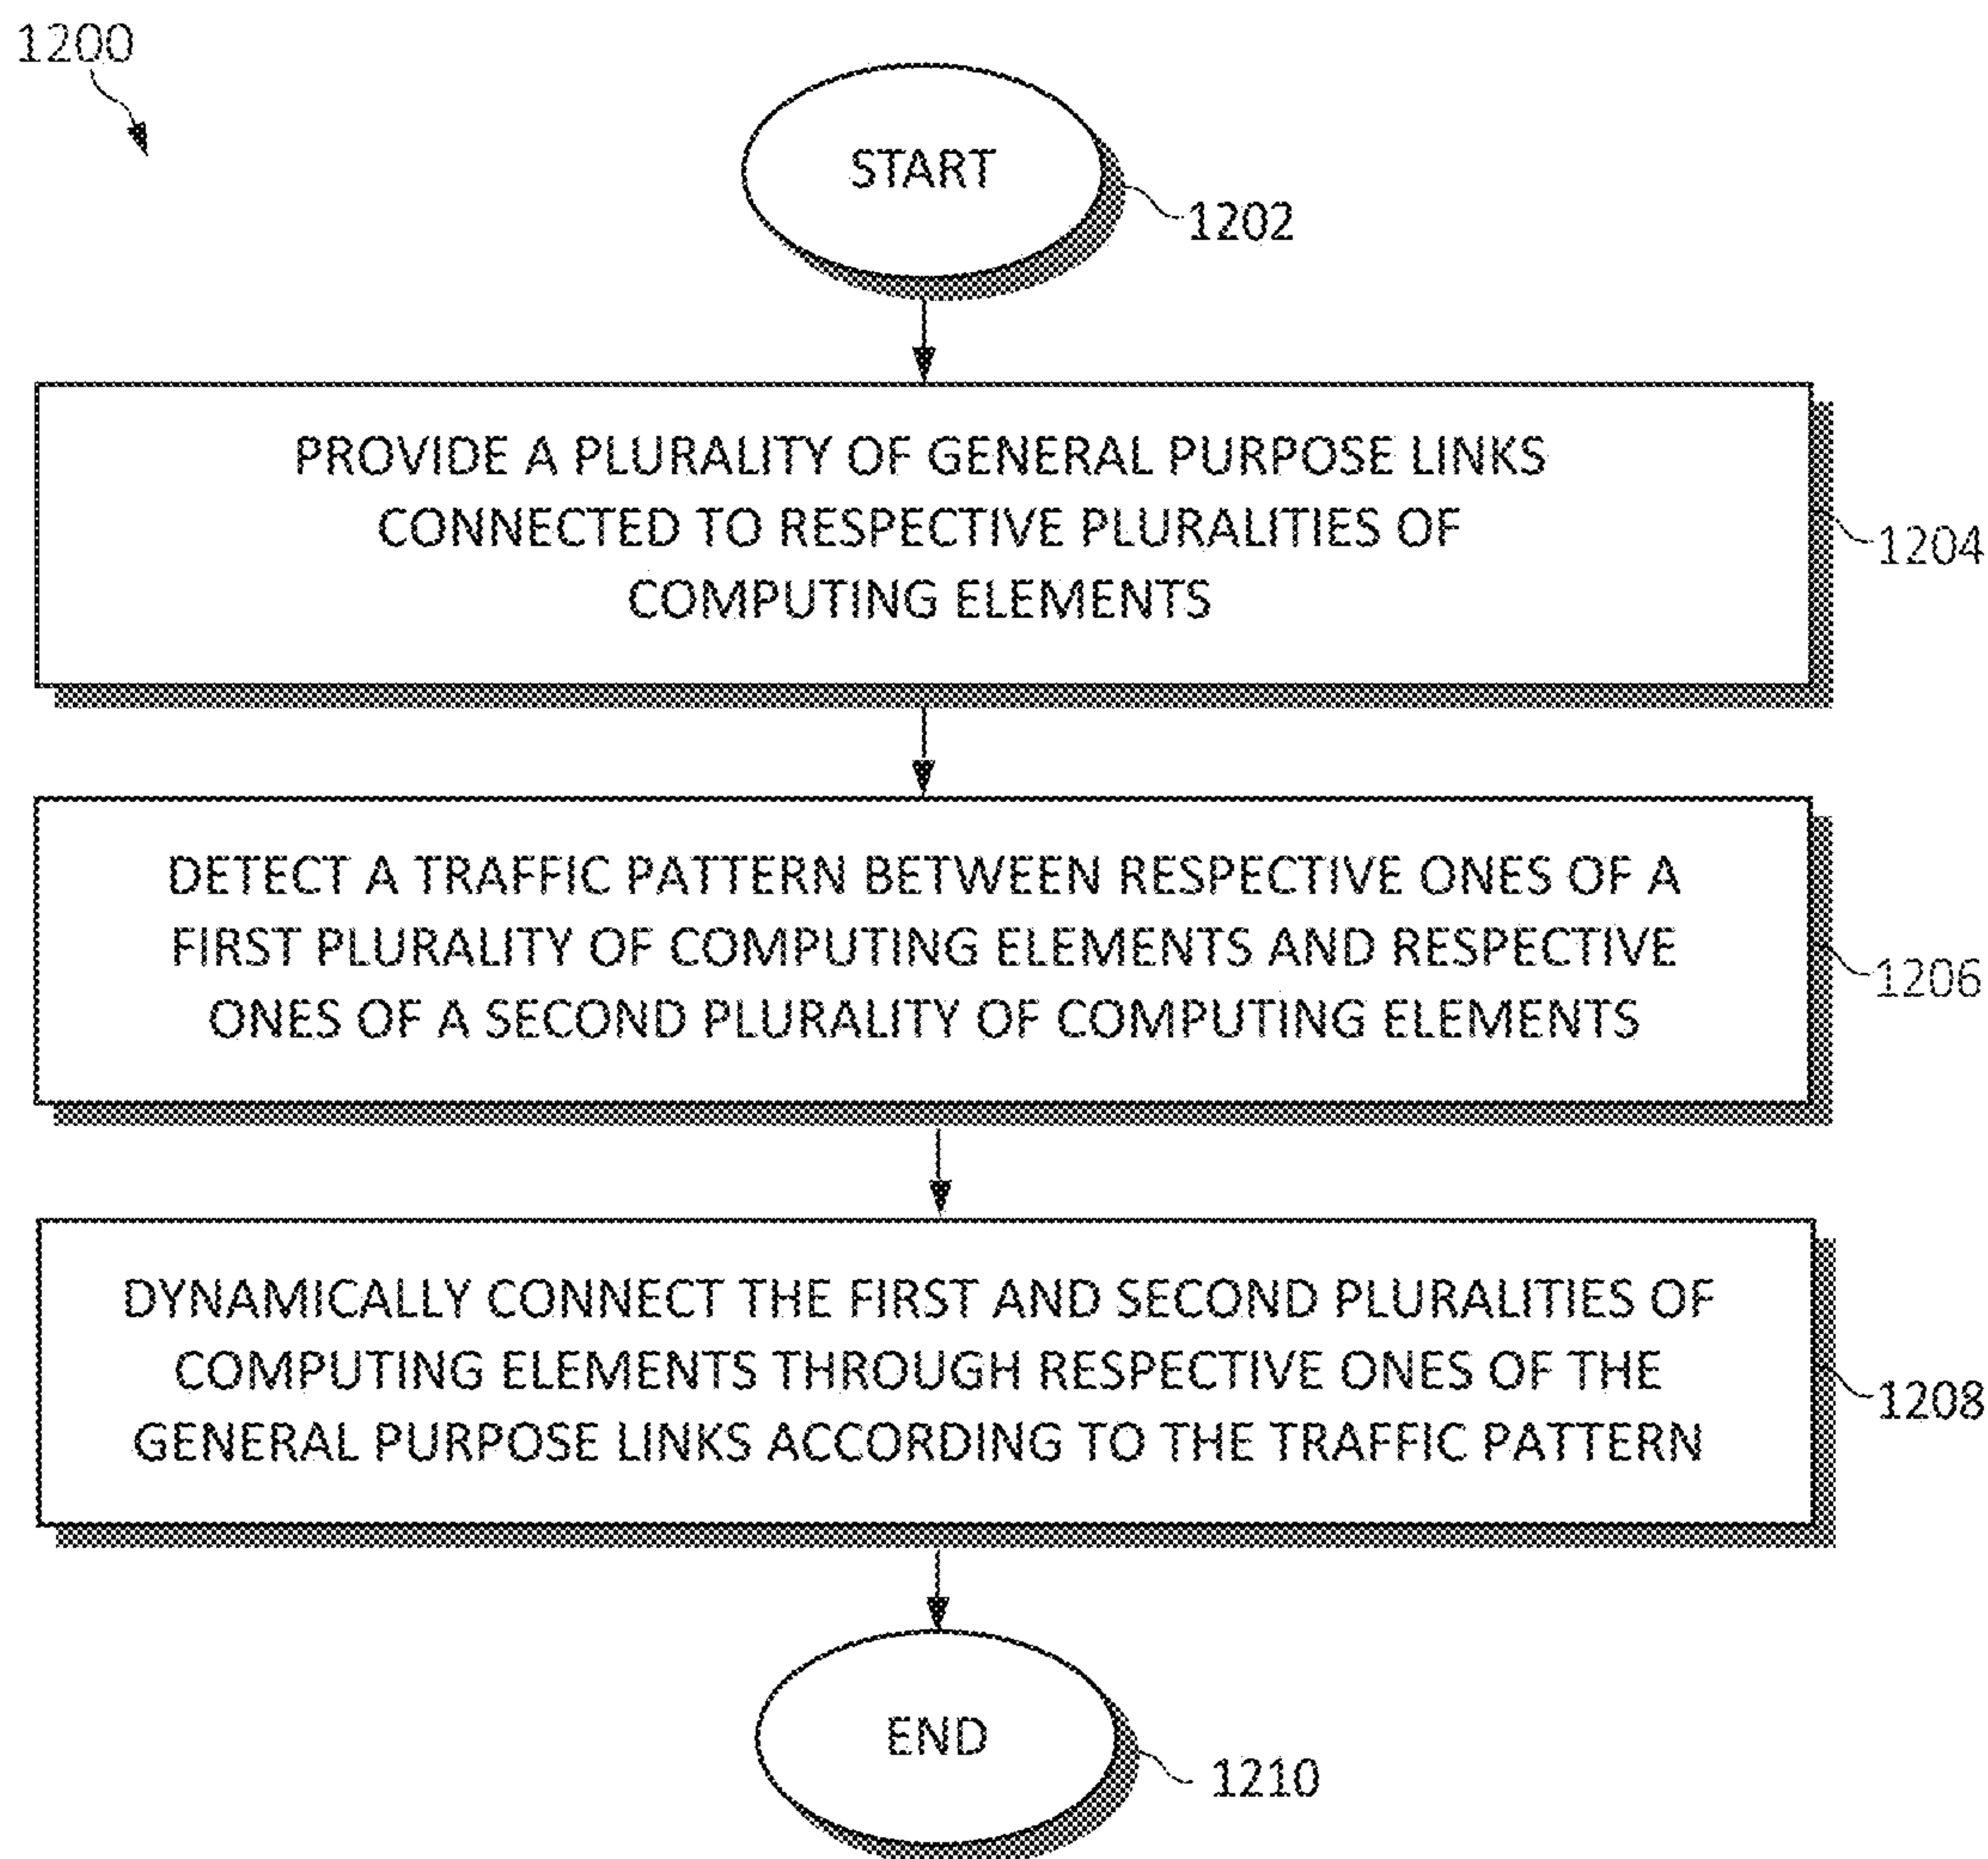 1200
START
1202
PROVIDE A PLURALITY OF GENERAL PURPOSE LINKS
CONNECTED TO RESPECTIVE PLURALITIES OF
COMPUTING ELEMENTS
1204
DETECT A TRAFFIC PATTERN BETWEEN RESPECTIVE ONES OF A
FIRST PLURALITY OF COMPUTING ELEMENTS AND RESPECTIVE
ONES OF A SECOND PLURALITY OF COMPUTING ELEMENTS
1206
DYNAMICALLY CONNECT THE FIRST AND SECOND PLURALITIES OF
COMPUTING ELEMENTS THROUGH RESPECTIVE ONES OF THE
GENERAL PURPOSE LINKS ACCORDING TO THE TRAFFIC PATTERN
1208
END
1210